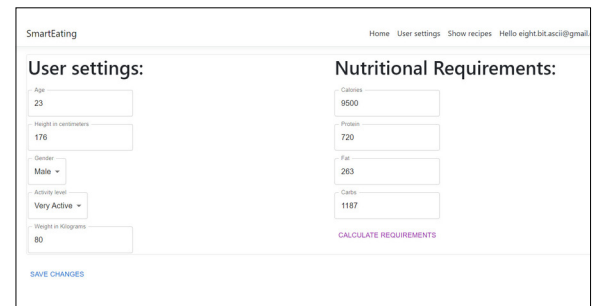 SmartEating
Home User settings Show recipes Hello eight.bit.ascii@gmail.
User settings:
Age
23
Height in centimeters
176
Gender
Male
Activity level
Very Active
Weight in Kilograms
80
SAVE CHANGES
Nutritional Requirements:
Calories
9500
Protein
720
Fat
263
Carbs
1187
CALCULATE REQUIREMENTS